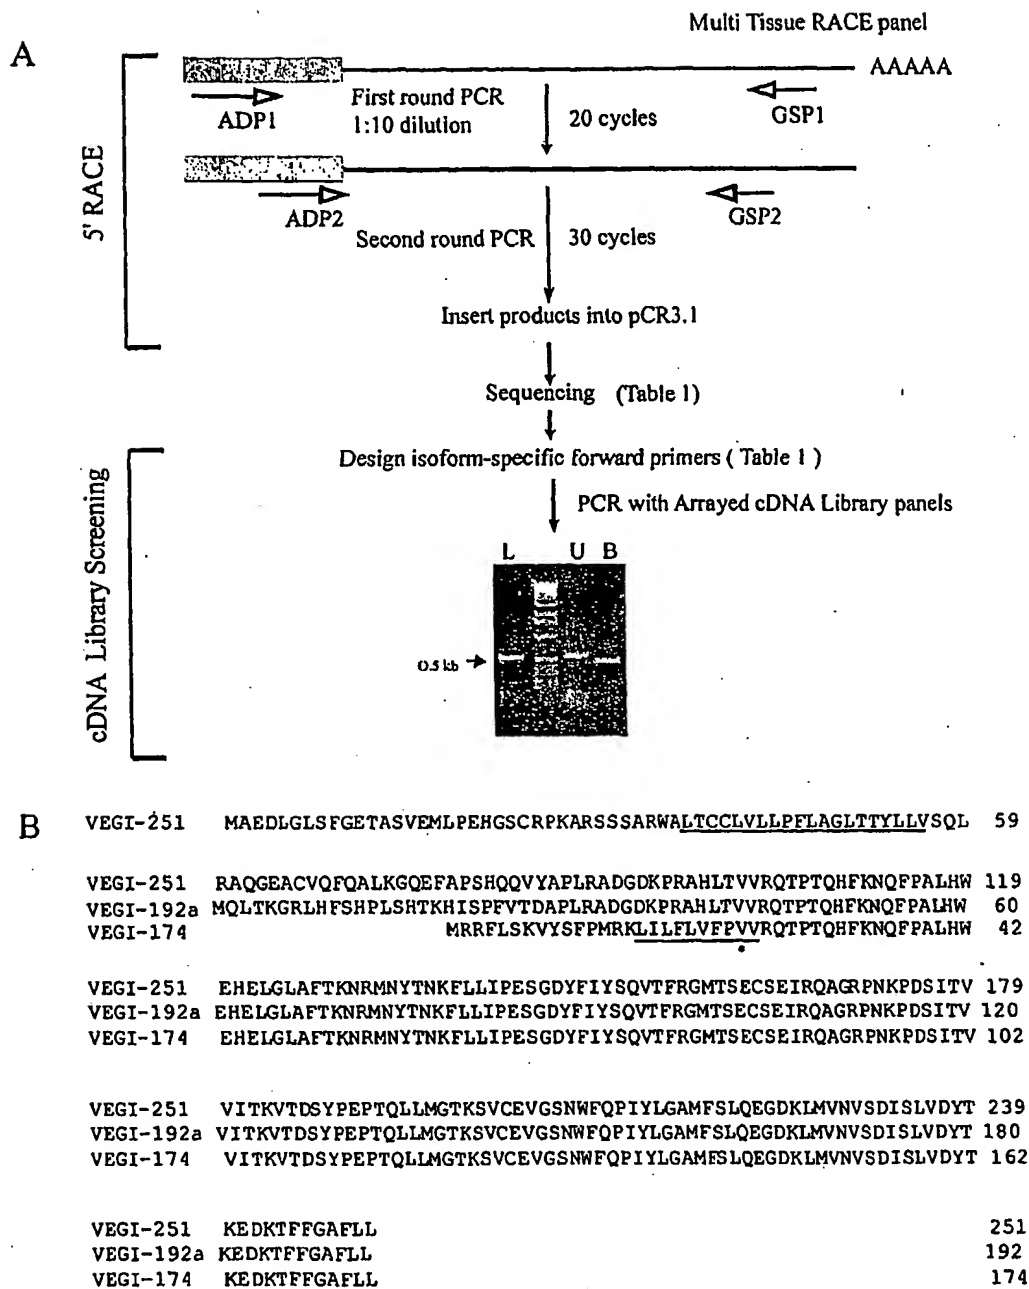 Multi Tissue RACE panel
A
AAAAA
ADP1
First round PCR
1:10 dilution
20 cycles
GSP1
5' RACE
ADP2
GSP2
Second round PCR
30 cycles
Insert products into pCR3.1
Sequencing (Table 1)
Design isoform-specific forward primers ( Table 1 )
PCR with Arrayed cDNA Library panels
cDNA Library Screening
L U B
0.5 kb
B
VEGI-251 MAEDLGLSFGETASVEMLPEHGSCRPKARSSSARWALTCCLVLLPFLAGLTTYLLVSQL 59
VEGI-251 RAQGEACVQFQALKGQEFAPSHQQVYAPLRADGDKPRAHLTVVRQTPTQHFKNQFPALHW 119
VEGI-192a MQLTKGRLHFSHPLSHTKHISPFVTDAPLRADGDKPRAHLTVVRQTPTQHFKNQFPALHW 60
VEGI-174 MRRFLSKVYSFPMRKLILFLVFPVVRQTPTQHFKNQFPALHW 42
VEGI-251 EHELGLAFTKNRMNYTNKFLLIPESGDYFIYSQVTFRGMTSECSEIRQAGRPNKPDSITV 179
VEGI-192a EHELGLAFTKNRMNYTNKFLLIPESGDYFIYSQVTFRGMTSECSEIRQAGRPNKPDSITV 120
VEGI-174 EHELGLAFTKNRMNYTNKFLLIPESGDYFIYSQVTFRGMTSECSEIRQAGRPNKPDSITV 102
VEGI-251 VITKVTDSYPEPTQLLMGTKSVCEVGSNWFQPIYLGAMFSLQEGDKLMVNVSDISLVDYT 239
VEGI-192a VITKVTDSYPEPTQLLMGTKSVCEVGSNWFQPIYLGAMFSLQEGDKLMVNVSDISLVDYT 180
VEGI-174 VITKVTDSYPEPTQLLMGTKSVCEVGSNWFQPIYLGAMFSLQEGDKLMVNVSDISLVDYT 162
VEGI-251 KEDKTFFGAFLL 251
VEGI-192a KEDKTFFGAFLL 192
VEGI-174 KEDKTFFGAFLL 174